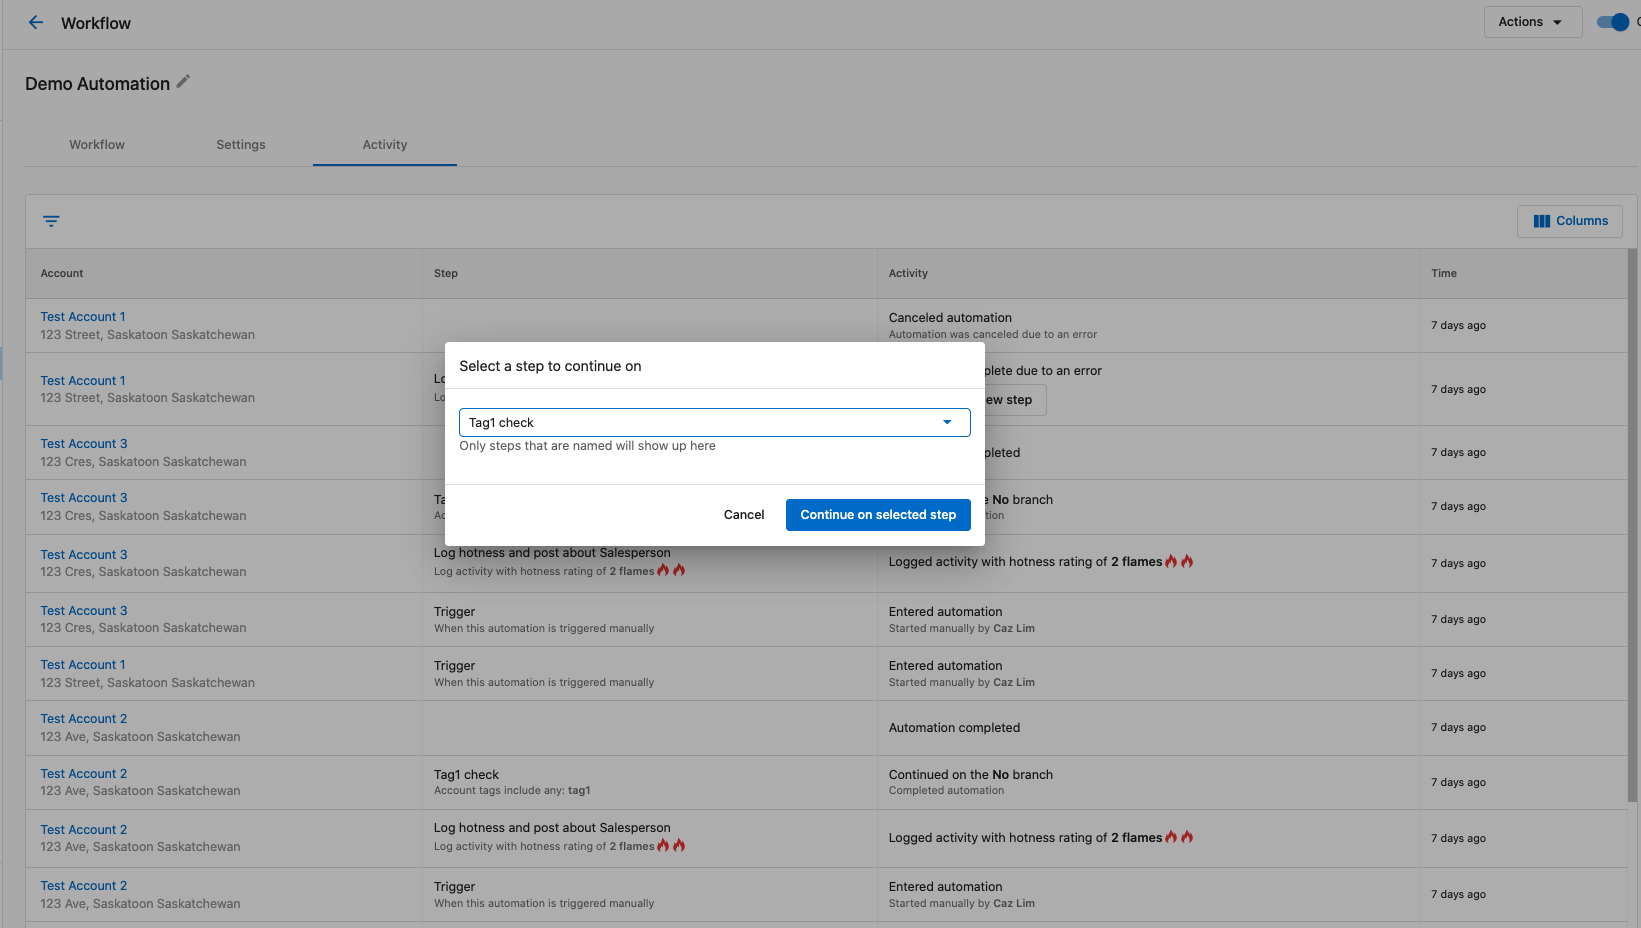 Workflow
Actions
Demo Automation
Workflow Settings Activity
Columns
Account Step Activity Time
Test Account 1
123 Street, Saskatoon Saskatchewan
Canceled automation
Automation was canceled due to an error
7 days ago
Select a step to continue on
Tag1 check
Only steps that are named will show up here
Cancel Continue on selected step
Test Account 1
123 Street, Saskatoon Saskatchewan
due to an error
step
7 days ago
Test Account 3
123 Cres, Saskatoon Saskatchewan
7 days ago
Test Account 3
123 Cres, Saskatoon Saskatchewan
No branch
7 days ago
Test Account 3
123 Cres, Saskatoon Saskatchewan
Log hotness and post about Salesperson
Log activity with hotness rating of 2 flames
Logged activity with hotness rating of 2 flames
7 days ago
Test Account 3
123 Cres, Saskatoon Saskatchewan
Trigger
When this automation is triggered manually
Entered automation
Started manually by Caz Lim
7 days ago
Test Account 1
123 Street, Saskatoon Saskatchewan
Trigger
When this automation is triggered manually
Entered automation
Started manually by Caz Lim
7 days ago
Test Account 2
123 Ave, Saskatoon Saskatchewan
Automation completed
7 days ago
Test Account 2
123 Ave, Saskatoon Saskatchewan
Tag1 check
Account tags include any: tag1
Continued on the No branch
Completed automation
7 days ago
Test Account 2
123 Ave, Saskatoon Saskatchewan
Log hotness and post about Salesperson
Log activity with hotness rating of 2 flames
Logged activity with hotness rating of 2 flames
7 days ago
Test Account 2
123 Ave, Saskatoon Saskatchewan
Trigger
When this automation is triggered manually
Entered automation
Started manually by Caz Lim
7 days ago